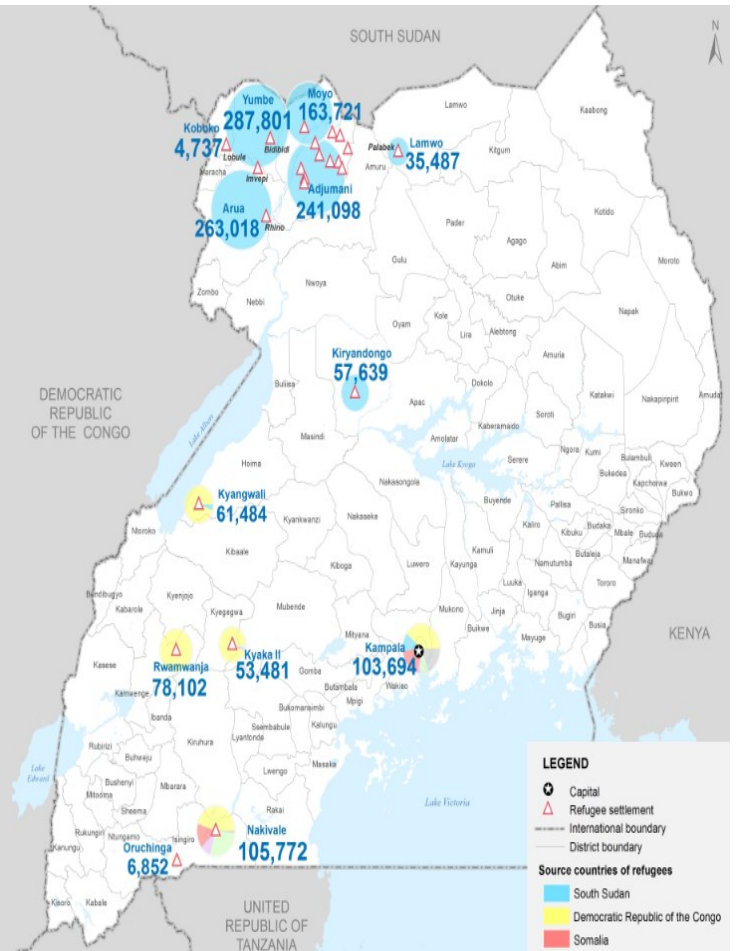 SOUTH SUDAN
N
Yumbe
287,801
Moyo
163,721
Koboko
4,737
Lobule
Bidibidi
Imvepi
Maracha
Adjumani
241,098
Arua
263,018
Rhino
Palabek
Lamwo
35,487
Lamwo
Kaabong
Kitgum
Amuru
Pader
Kotido
Agago
Abim
Moroto
Gulu
Zombo
Nebbi
Nwoya
Otuke
Napak
Oyam
Kole
Lira
Alebtong
Kiryandongo
57,639
Amuria
DEMOCRATIC
REPUBLIC
OF THE CONGO
Buliisa
Apac
Dokolo
Katakwi
Nakapiripirit
Amudat
Masindi
Kaberamaido
Soroti
Lake Albert
Amolatar
Hoima
Lake Kyoga
Serere
Ngora
Kumi
Bulambuli
Kween
Bukedea
Kapchorwa
Bukwo
Kyangwali
61,484
Nakasongola
Buyende
Pallisa
Sironko
Ntoroko
Kyankwanzi
Nakaseke
Kaliro
Kibuku
Budaka
Mbale
Bududa
Kibaale
Kamuli
Butaleja
Manafwa
Kiboga
Luwero
Kayunga
Namutumba
Luuka
Iganga
Tororo
Bundibugyo
Kabarole
Kyenjojo
Kyegegwa
Mubende
Mukono
Jinja
Bugiri
Busia
Buikwe
Mayuge
KENYA
Mityana
Kampala
103,694
Wakiso
Kasese
Rwamwanja
78,102
Kyaka II
53,481
Gomba
Butambala
Mpigi
Kamwenge
Bukomansimbi
Ibanda
Kalungu
Ssembabule
Lyantonde
Kiruhura
Masaka
Rubirizi
Buhweju
Lake
Edward
Lwengo
Bushenyi
Mbarara
Mitooma
Sheema
Rakai
Lake Victoria
Rukungiri
Ntungamo
Isingiro
Nakivale
105,772
Kanungu
Oruchinga
6,852
Kisoro
Kabale
UNITED
REPUBLIC OF
TANZANIA
LEGEND
Capital
Refugee settlement
International boundary
District boundary
Source countries of refugees
South Sudan
Democratic Republic of the Congo
Somalia